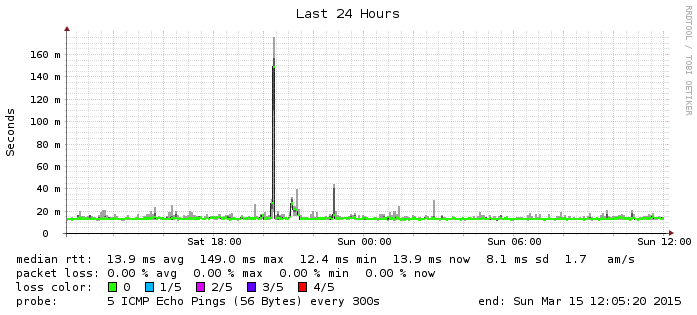 Last 24 Hours
RRDTOOL / TOBI OETIKER
Seconds
160 m
140 m
120 m
100 m
80 m
60 m
40 m
20 m
0
Sat 18:00 Sun 00:00 Sun 06:00 Sun 12:00
median rtt: 13.9 ms avg 149.0 ms max 12.4 ms min 13.9 ms now 8.1 ms sd 1.7 am/s
packet loss: 0.00 % avg 0.00 % max 0.00 % min 0.00 % now
loss color: 0 1/5 2/5 3/5 4/5
probe: 5 ICMP Echo Pings (56 Bytes) every 300s end: Sun Mar 15 12:05:20 2015